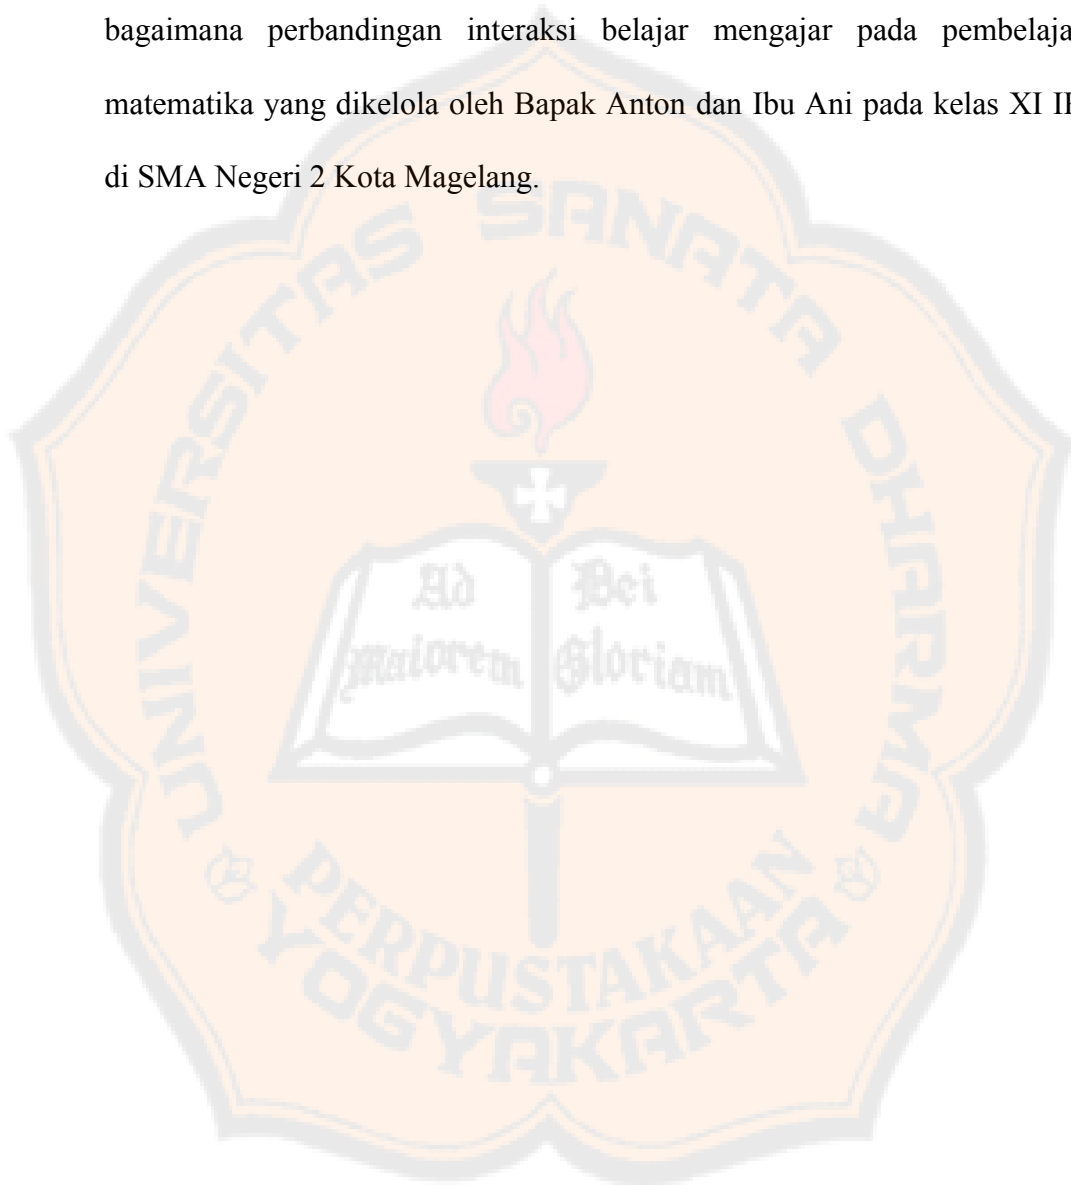 bagaimana perbandingan interaksi belajar mengajar pada
matematika yang dikelola oleh Bapak Anton dan Ibu Ani pada kelas XI
di SMA Negeri 2 Kota Magelang.
UNIVERSITAS SANATA DHARMA
Ad Dei
Maiorem Gloriam
PERPUSTAKAAN
YOGYAKARTA